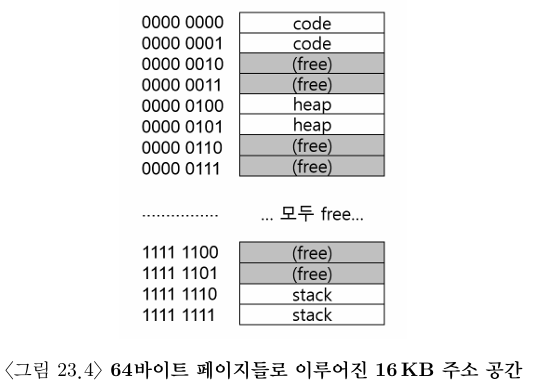 0000 0000 code
0000 0001 code
0000 0010 (free)
0000 0011 (free)
0000 0100 heap
0000 0101 heap
0000 0110 (free)
0000 0111 (free)
................ ... 모두 free...
1111 1100 (free)
1111 1101 (free)
1111 1110 stack
1111 1111 stack
〈그림 23.4〉 64바이트 페이지들로 이루어진 16 KB 주소 공간